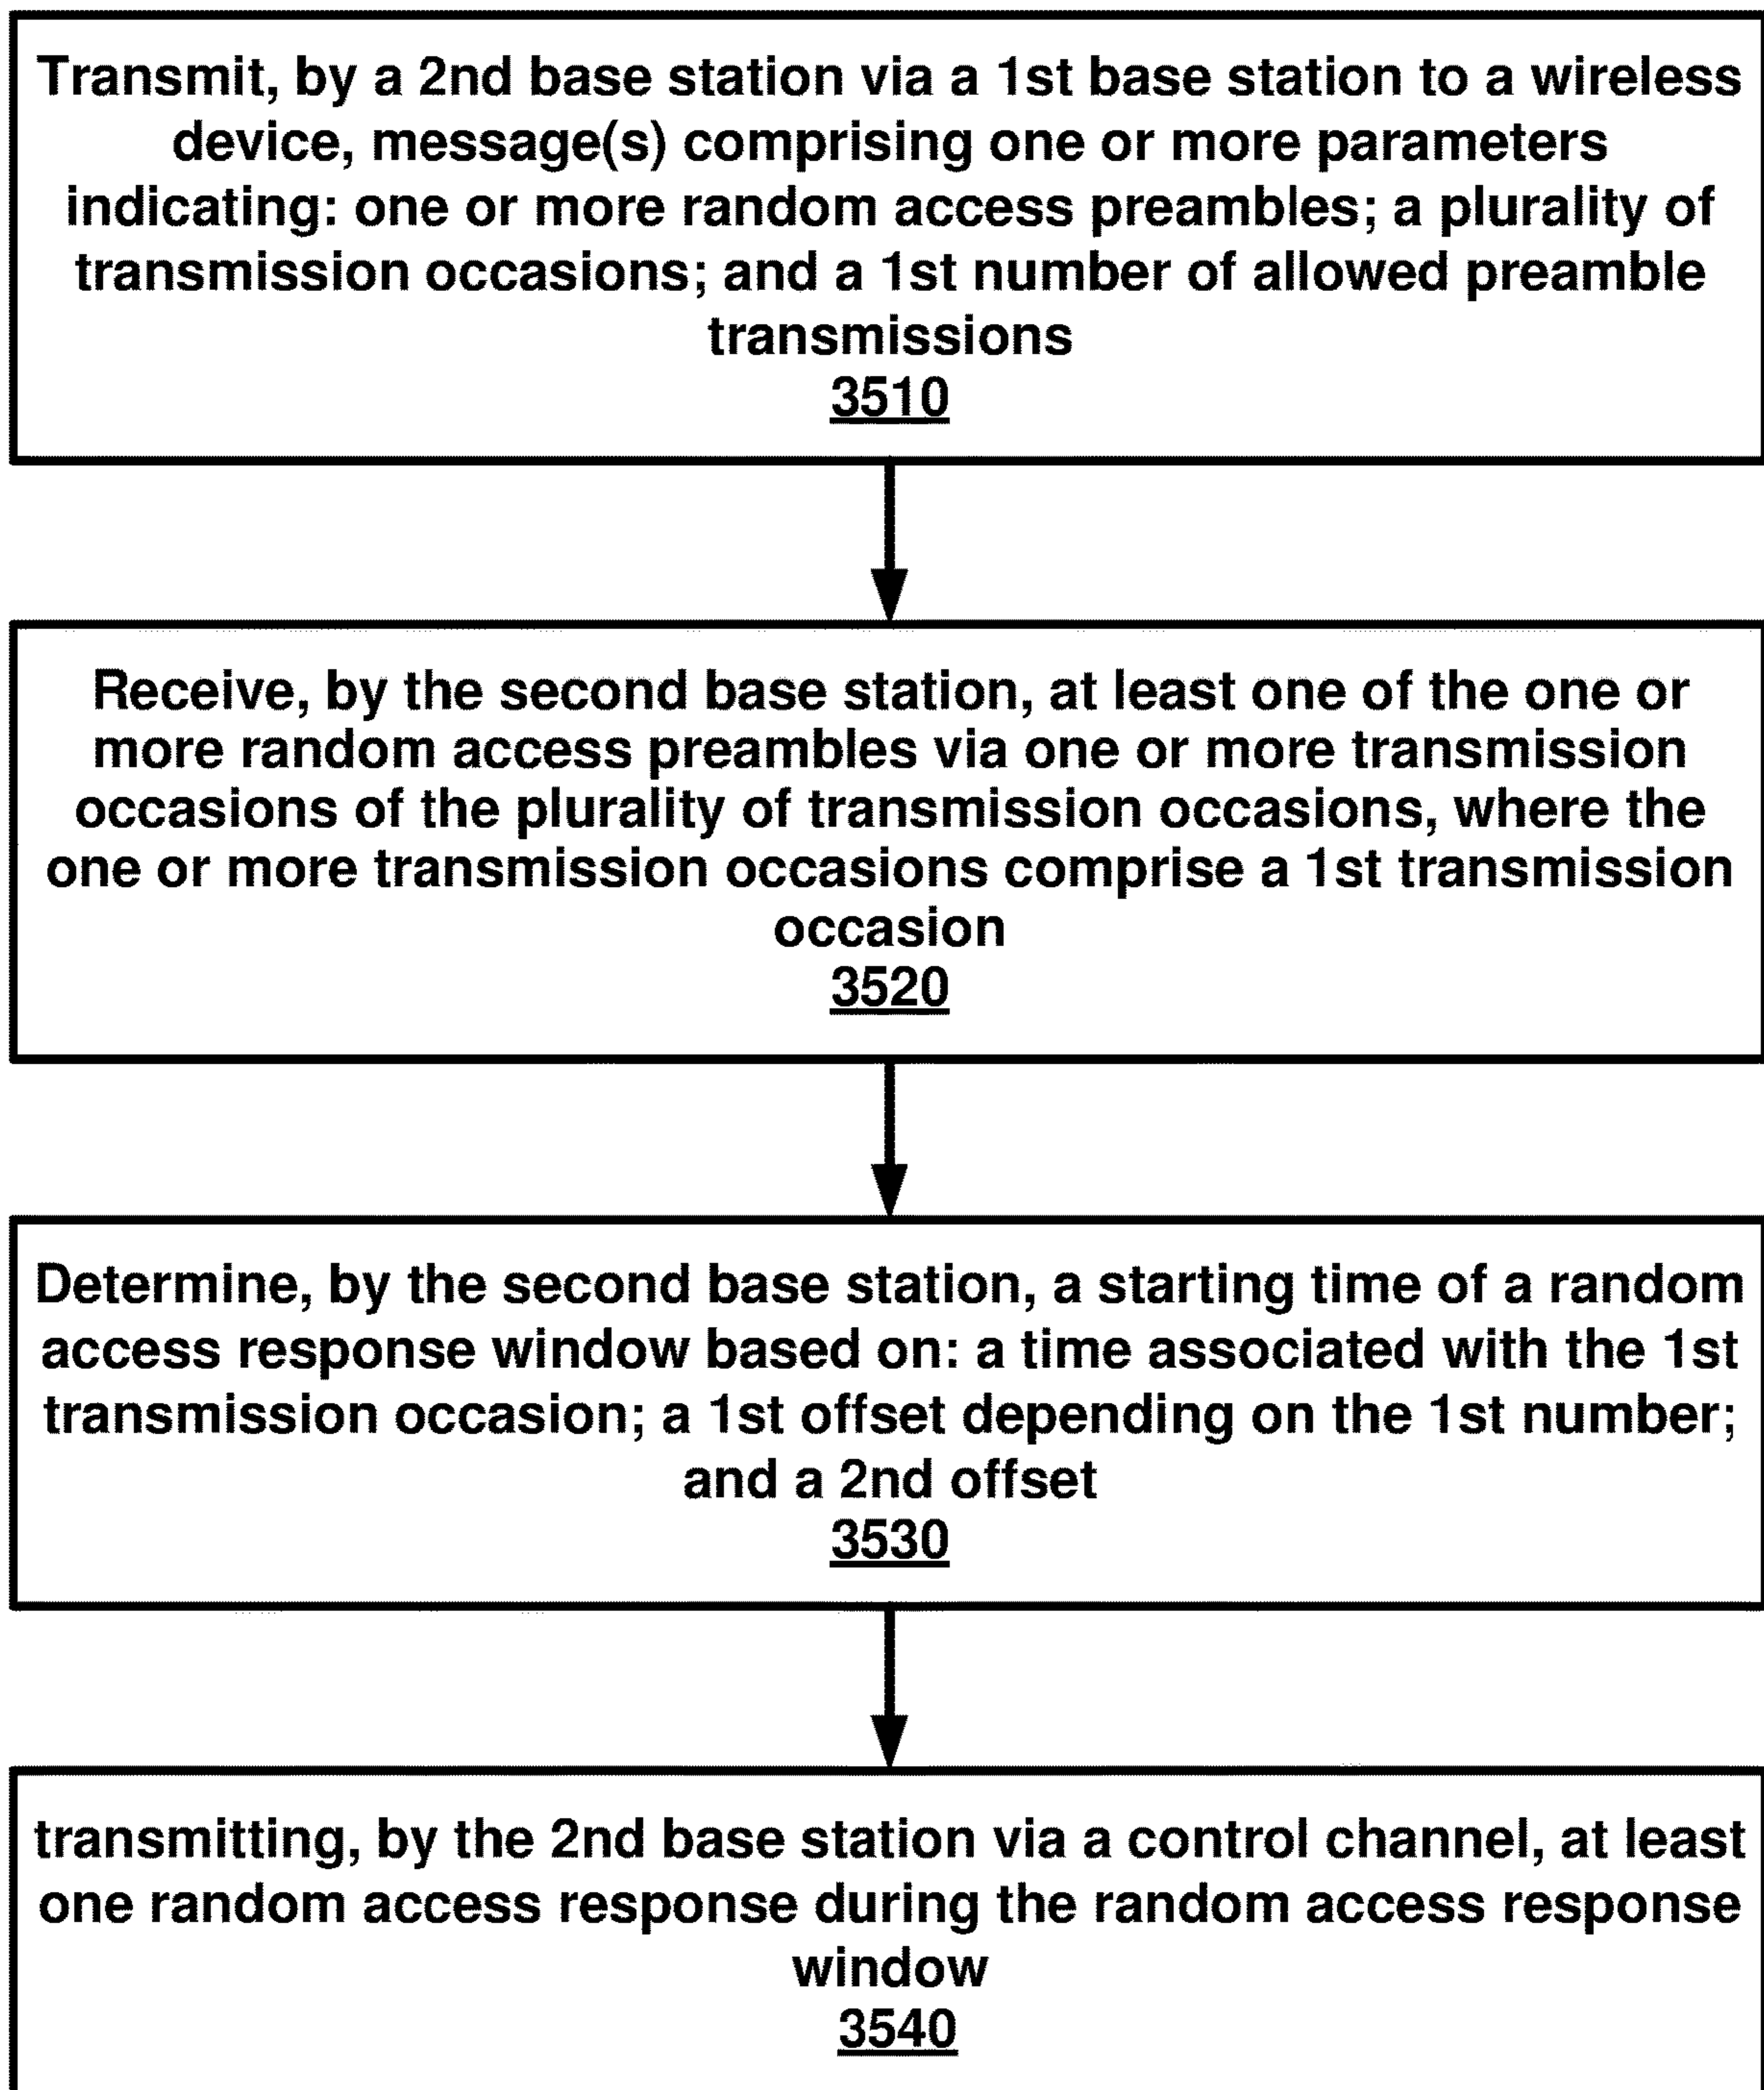 Transmit, by a 2nd base station via a 1st base station to a wireless
device, message(s) comprising one or more parameters
indicating: one or more random access preambles; a plurality of
transmission occasions; and a 1st number of allowed preamble
transmissions
3510
Receive, by the second base station, at least one of the one or
more random access preambles via one or more transmission
occasions of the plurality of transmission occasions, where the
one or more transmission occasions comprise a 1st transmission
occasion
3520
Determine, by the second base station, a starting time of a random
access response window based on: a time associated with the 1st
transmission occasion; a 1st offset depending on the 1st number;
and a 2nd offset
3530
transmitting, by the 2nd base station via a control channel, at least
one random access response during the random access response
window
3540